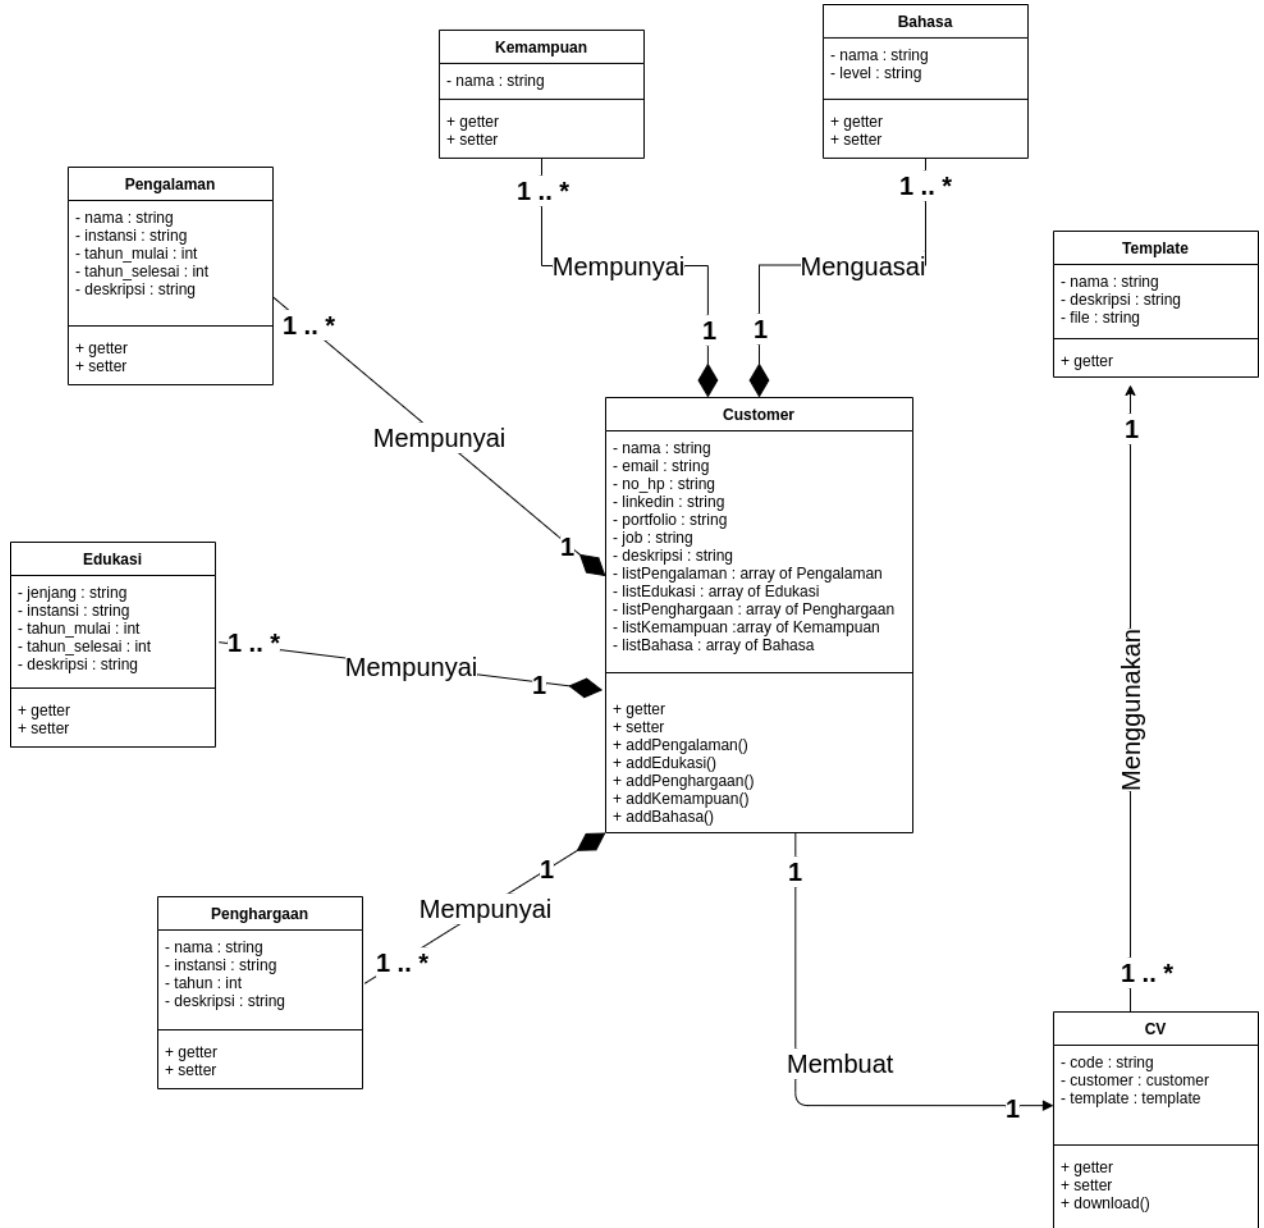 Kemampuan
- nama : string
+ getter
+ setter
1 .. *
Mempunyai
1
Bahasa
- nama : string
- level : string
+ getter
+ setter
1 .. *
Menguasai
1
Pengalaman
- nama : string
- instansi : string
- tahun_mulai : int
- tahun_selesai : int
- deskripsi : string
+ getter
+ setter
1 .. *
Mempunyai
1
Template
- nama : string
- deskripsi : string
- file : string
+ getter
1
Menggunakan
1 .. *
Customer
- nama : string
- email : string
- no_hp : string
- linkedin : string
- portfolio : string
- job : string
- deskripsi : string
- listPengalaman : array of Pengalaman
- listEdukasi : array of Edukasi
- listPenghargaan : array of Penghargaan
- listKemampuan :array of Kemampuan
- listBahasa : array of Bahasa
+ getter
+ setter
+ addPengalaman()
+ addEdukasi()
+ addPenghargaan()
+ addKemampuan()
+ addBahasa()
Edukasi
- jenjang : string
- instansi : string
- tahun_mulai : int
- tahun_selesai : int
- deskripsi : string
+ getter
+ setter
1 .. *
Mempunyai
1
Penghargaan
- nama : string
- instansi : string
- tahun : int
- deskripsi : string
+ getter
+ setter
1 .. *
Mempunyai
1
1
Membuat
1
CV
- code : string
- customer : customer
- template : template
+ getter
+ setter
+ download()